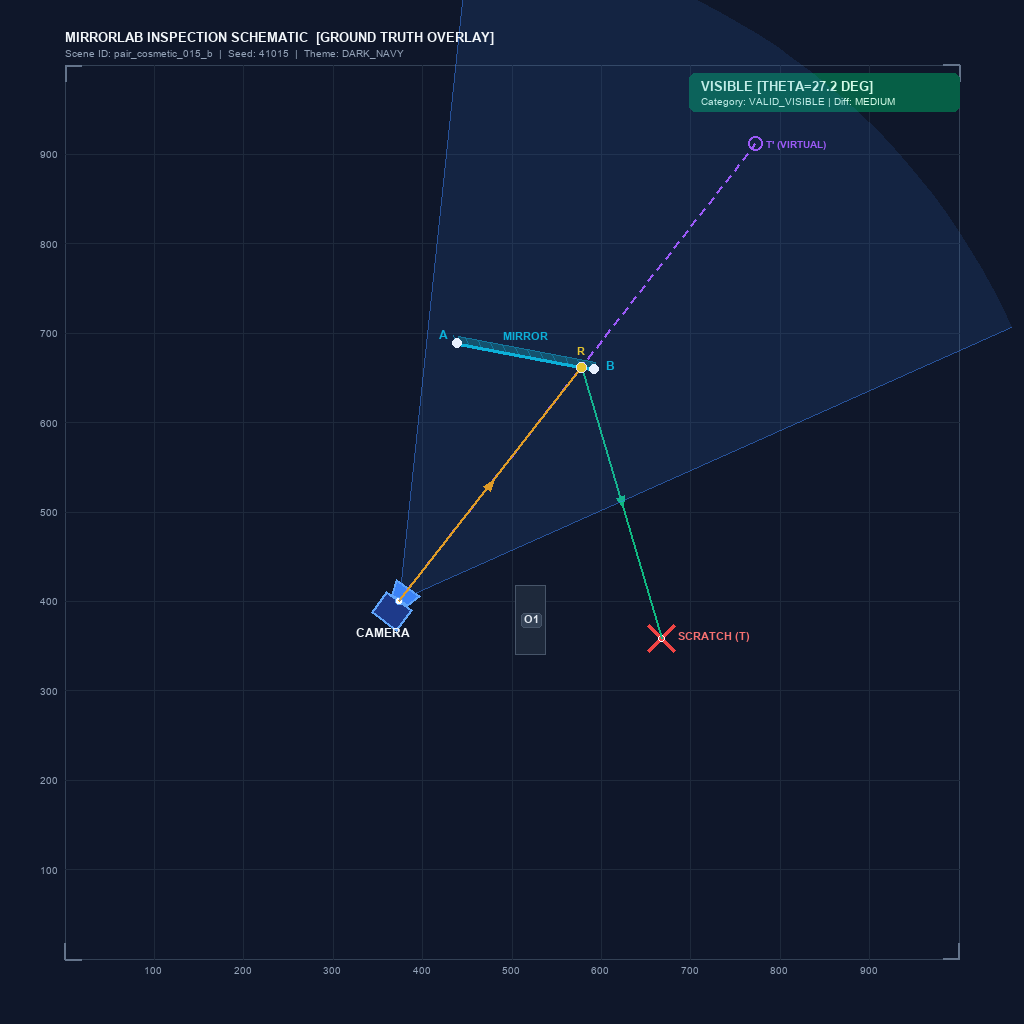 MIRRORLAB INSPECTION SCHEMATIC  [GROUND TRUTH OVERLAY]
Scene ID: pair_cosmetic_015_b  |  Seed: 41015  |  Theme: DARK_NAVY
VISIBLE [THETA=27.2 DEG]
Category: VALID_VISIBLE | Diff: MEDIUM
T' (VIRTUAL)
900
800
A
MIRROR
700
R
B
600
500
400
O1
CAMERA
SCRATCH (T)
300
200
100
100 200 300 400 500 600 700 800 900